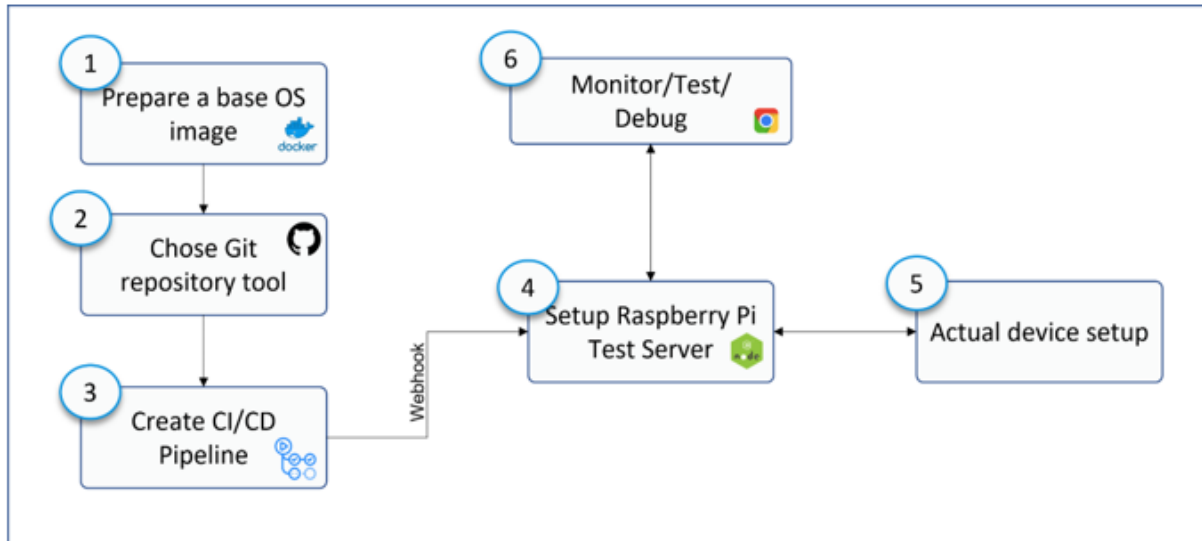 1
Prepare a base OS
image
docker
2
Chose Git
repository tool
3
Create CI/CD
Pipeline
Webhook
4
Setup Raspberry Pi
Test Server
node
5
Actual device setup
6
Monitor/Test/
Debug